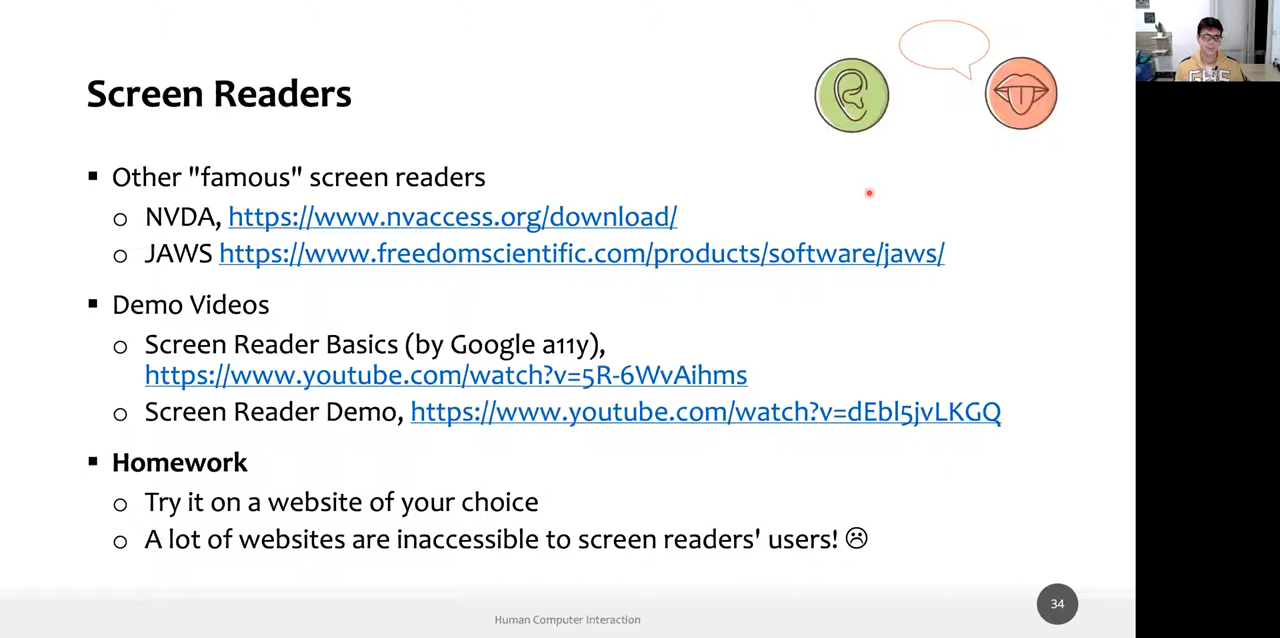 Screen Readers
Other "famous" screen readers
NVDA, https://www.nvaccess.org/download/
JAWS https://www.freedomscientific.com/products/software/jaws/
Demo Videos
Screen Reader Basics (by Google a11y),
https://www.youtube.com/watch?v=5R-6WvAihms
Screen Reader Demo, https://www.youtube.com/watch?v=dEbl5jvLKGQ
Homework
Try it on a website of your choice
A lot of websites are inaccessible to screen readers' users! ☹
Human Computer Interaction
34